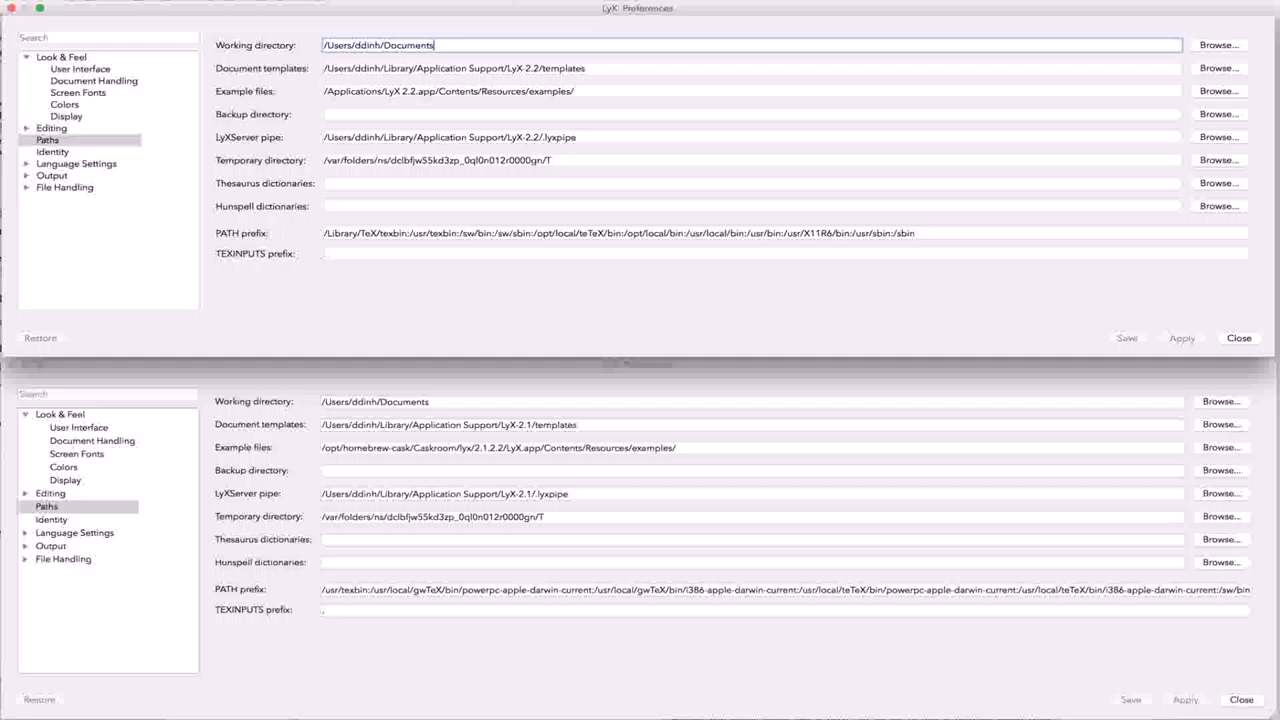 LyX: Preferences
Search
Look & Feel
User Interface
Document Handling
Screen Fonts
Colors
Display
Editing
Paths
Identity
Language Settings
Output
File Handling
Working directory: /Users/ddinh/Documents Browse...
Document templates: /Users/ddinh/Library/Application Support/LyX-2.2/templates Browse...
Example files: /Applications/LyX 2.2.app/Contents/Resources/examples/ Browse...
Backup directory: Browse...
LyXServer pipe: /Users/ddinh/Library/Application Support/LyX-2.2/.lyxpipe Browse...
Temporary directory: /var/folders/ns/dclbfjw55kd3zp_0ql0n012r0000gn/T Browse...
Thesaurus dictionaries: Browse...
Hunspell dictionaries: Browse...
PATH prefix: /Library/TeX/texbin:/usr/texbin:/sw/bin:/sw/sbin:/opt/local/teTeX/bin:/opt/local/bin:/usr/local/bin:/usr/bin:/usr/X11R6/bin:/usr/sbin:/sbin
TEXINPUTS prefix: .
Restore Save Apply Close
Search
Look & Feel
User Interface
Document Handling
Screen Fonts
Colors
Display
Editing
Paths
Identity
Language Settings
Output
File Handling
Working directory: /Users/ddinh/Documents Browse...
Document templates: /Users/ddinh/Library/Application Support/LyX-2.1/templates Browse...
Example files: /opt/homebrew-cask/Caskroom/lyx/2.1.2.2/LyX.app/Contents/Resources/examples/ Browse...
Backup directory: Browse...
LyXServer pipe: /Users/ddinh/Library/Application Support/LyX-2.1/.lyxpipe Browse...
Temporary directory: /var/folders/ns/dclbfjw55kd3zp_0ql0n012r0000gn/T Browse...
Thesaurus dictionaries: Browse...
Hunspell dictionaries: Browse...
PATH prefix: /usr/texbin:/usr/local/gwTeX/bin/powerpc-apple-darwin-current:/usr/local/gwTeX/bin/i386-apple-darwin-current:/usr/local/teTeX/bin/powerpc-apple-darwin-current:/usr/local/teTeX/bin/i386-apple-darwin-current:/sw/bin
TEXINPUTS prefix: .
Restore Save Apply Close